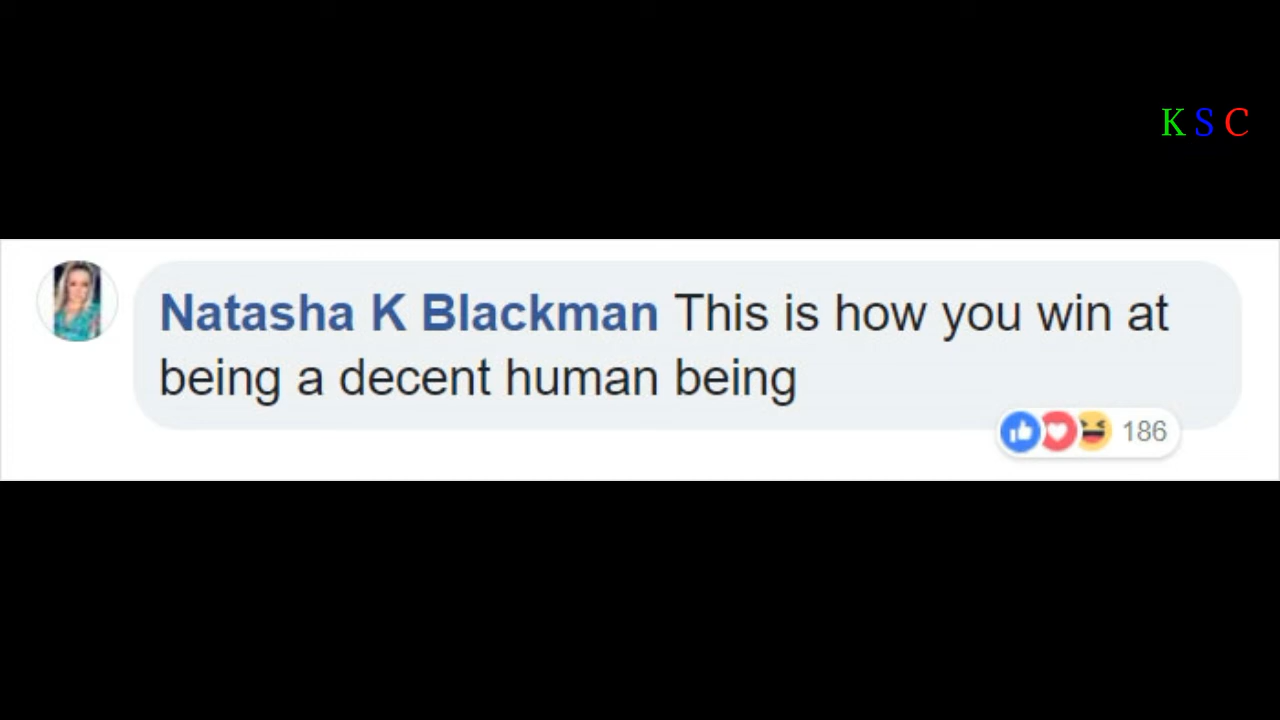 K S C
Natasha K Blackman This is how you win at
being a decent human being
186